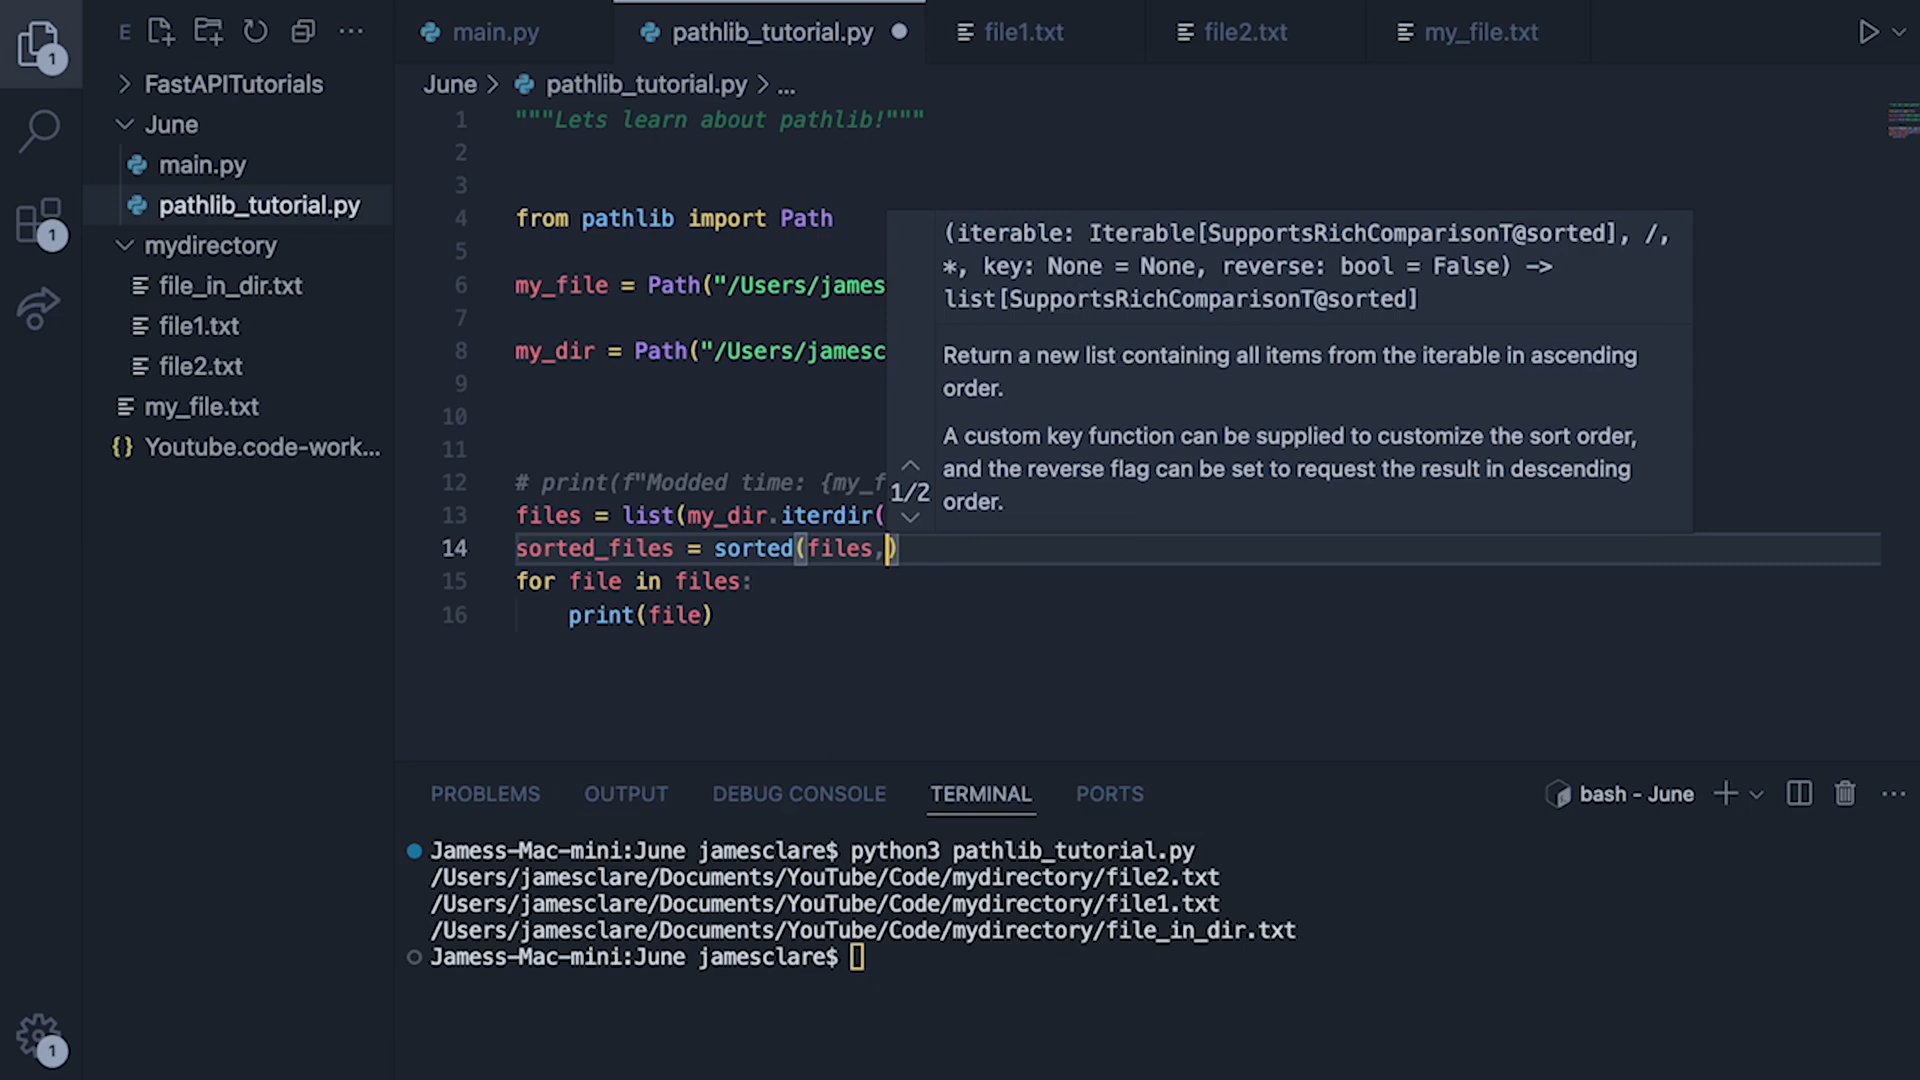 1
E
FastAPITutorials
June
main.py
pathlib_tutorial.py
mydirectory
file_in_dir.txt
file1.txt
file2.txt
my_file.txt
{} Youtube.code-work...
1
1
main.py
pathlib_tutorial.py
file1.txt
file2.txt
my_file.txt
June > pathlib_tutorial.py > ...
1 """Lets learn about pathlib!"""
2
3
4 from pathlib import Path
5
6 my_file = Path("/Users/james
7
8 my_dir = Path("/Users/jamesc
9
10
11
12 # print(f"Modded time: {my_f
13 files = list(my_dir.iterdir(
14 sorted_files = sorted(files,)
15 for file in files:
16 print(file)
(iterable: Iterable[SupportsRichComparisonT@sorted], /,
*, key: None = None, reverse: bool = False) ->
list[SupportsRichComparisonT@sorted]
Return a new list containing all items from the iterable in ascending
order.
A custom key function can be supplied to customize the sort order,
and the reverse flag can be set to request the result in descending
order.
1/2
PROBLEMS OUTPUT DEBUG CONSOLE TERMINAL PORTS
bash - June
Jamess-Mac-mini:June jamesclare$ python3 pathlib_tutorial.py
/Users/jamesclare/Documents/YouTube/Code/mydirectory/file2.txt
/Users/jamesclare/Documents/YouTube/Code/mydirectory/file1.txt
/Users/jamesclare/Documents/YouTube/Code/mydirectory/file_in_dir.txt
Jamess-Mac-mini:June jamesclare$